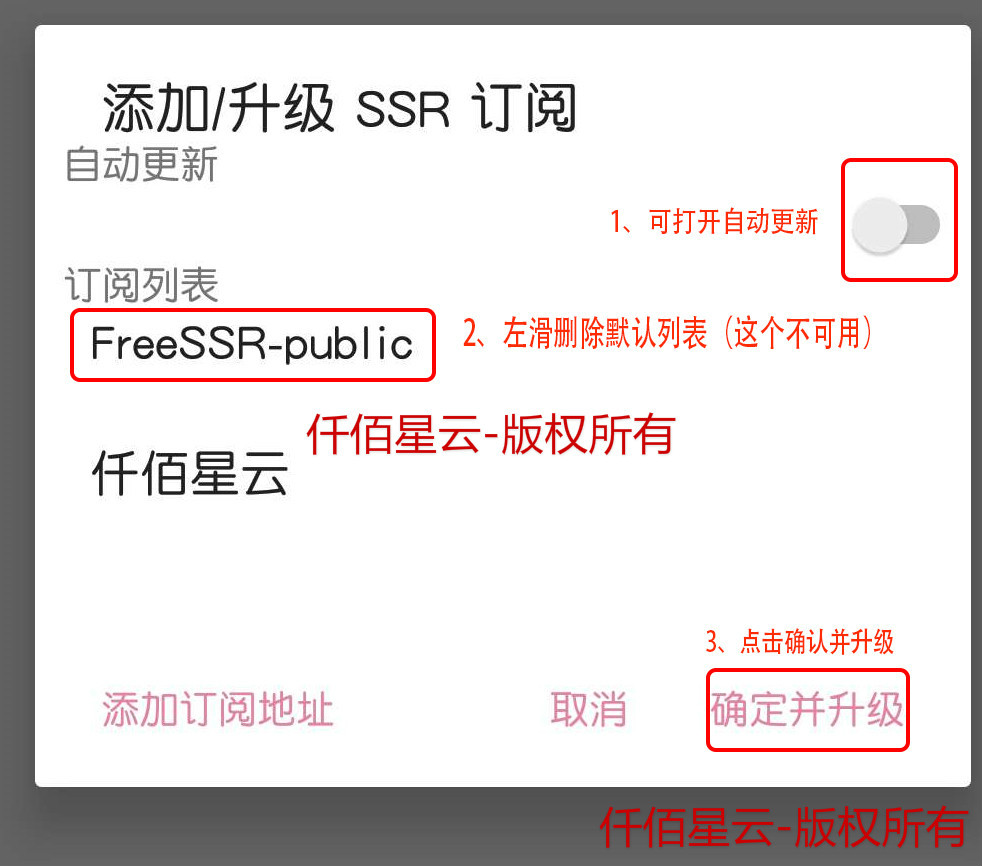 添加/升级 SSR 订阅
自动更新
1、可打开自动更新
订阅列表
FreeSSR-public
2、左滑删除默认列表（这个不可用）
仟佰星云-版权所有
仟佰星云
3、点击确认并升级
添加订阅地址
取消
确定并升级
仟佰星云-版权所有